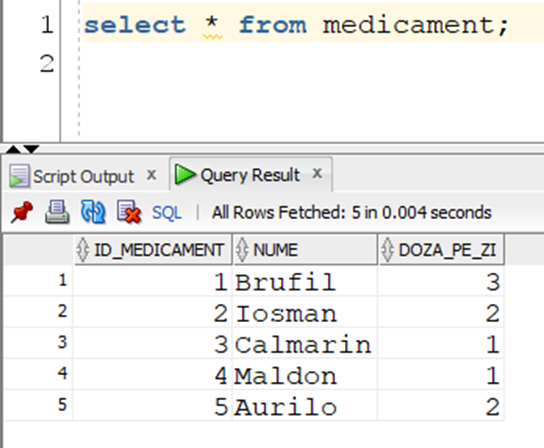 1 select * from medicament;
2
Script Output x Query Result x
SQL | All Rows Fetched: 5 in 0.004 seconds
ID_MEDICAMENT NUME DOZA_PE_ZI
1 1 Brufil 3
2 2 Iosman 2
3 3 Calmarin 1
4 4 Maldon 1
5 5 Aurilo 2